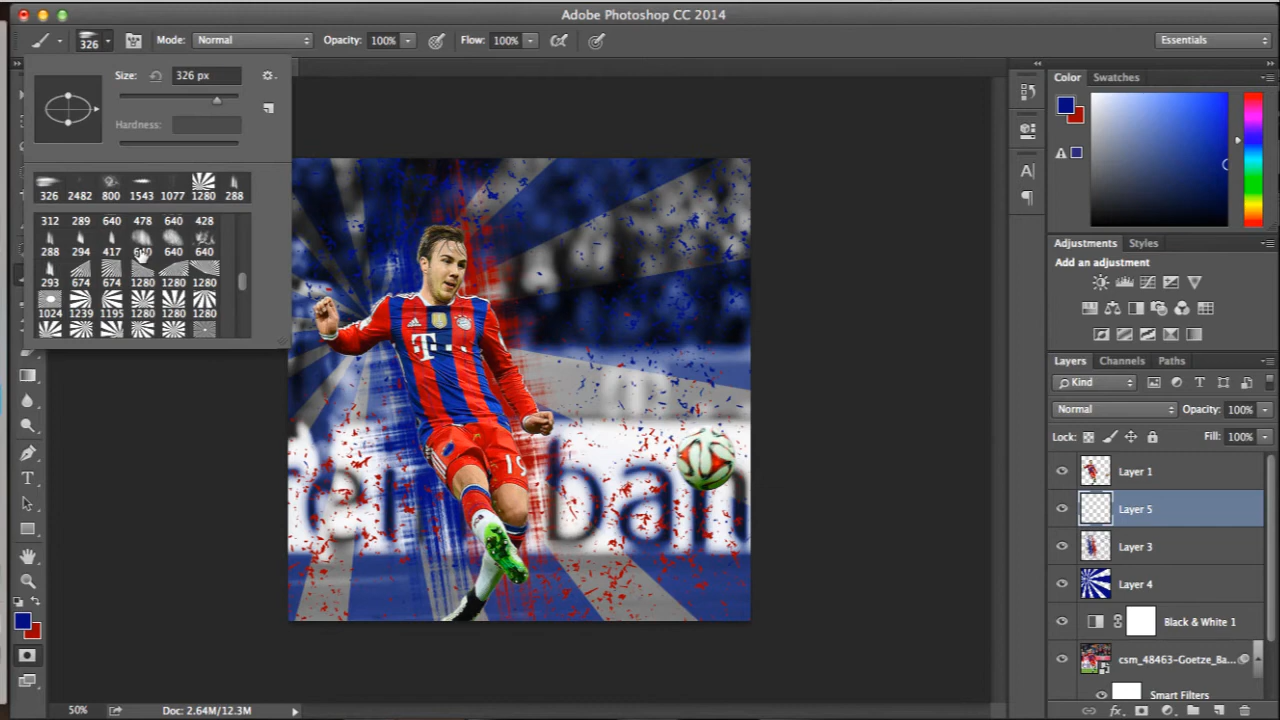 Adobe Photoshop CC 2014
326 Mode: Normal Opacity: 100% Flow: 100% Essentials
Size: 326 px
Hardness:
326 2482 800 1543 1077 1280 288
312 289 640 478 640 428
288 294 417 640 640 640
293 674 674 1280 1280 1280
1024 1239 1195 1280 1280 1280
Color Swatches
Adjustments Styles
Add an adjustment
Layers Channels Paths
Kind
Normal Opacity: 100%
Lock: Fill: 100%
Layer 1
Layer 5
Layer 3
Layer 4
Black & White 1
csm_48463-Goetze_Ba...
Smart Filters
T
19
er ban
50% Doc: 2.64M/12.3M